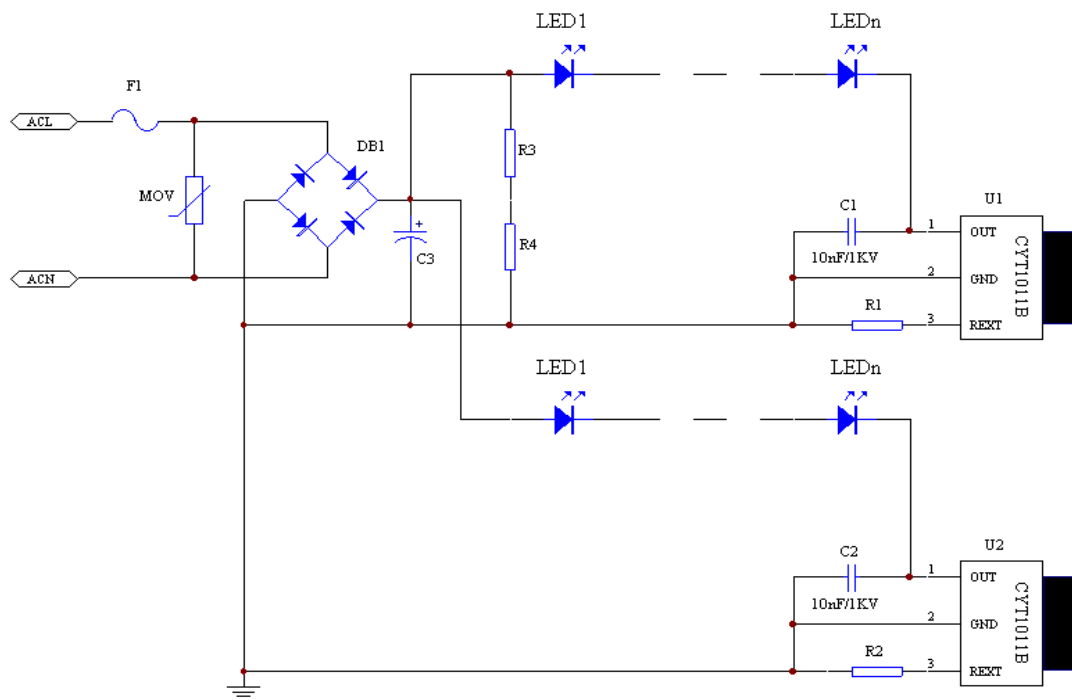 LED1 LEDn
F1
ACL
DB1
R3
MOV
C1
U1
R4
1 OUT
C3
10nF/1KV
ACN
2 GND
CYT1011B
R1
3 REXT
LED1 LEDn
C2
U2
1 OUT
10nF/1KV
2 GND
CYT1011B
R2
3 REXT